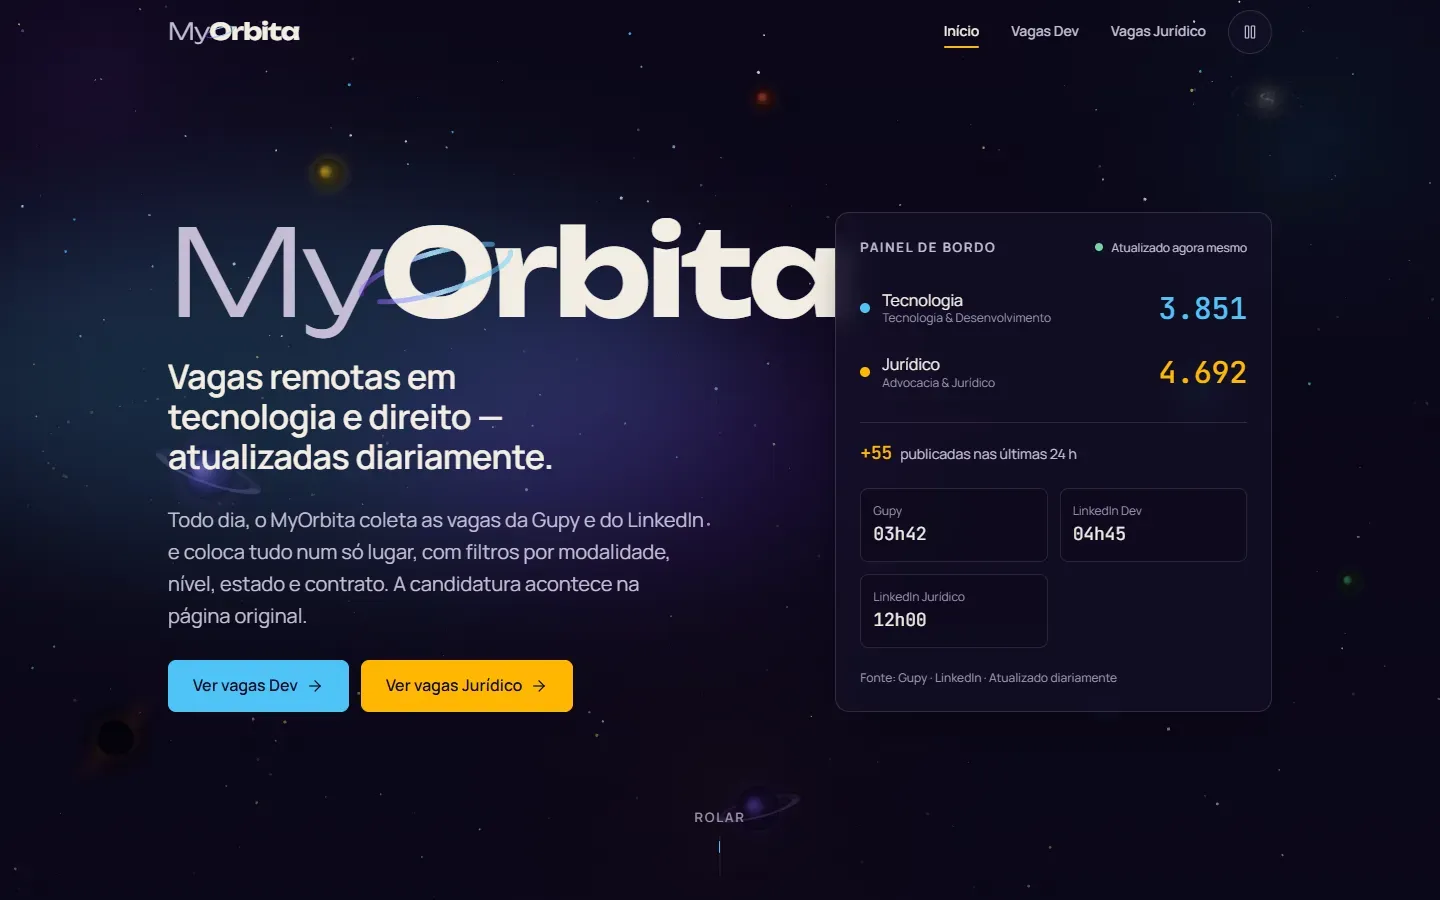 MyOrbita
Início
Vagas Dev
Vagas Jurídico
MyOrbita
Vagas remotas em
tecnologia e direito —
atualizadas diariamente.
Todo dia, o MyOrbita coleta as vagas da Gupy e do LinkedIn
e coloca tudo num só lugar, com filtros por modalidade,
nível, estado e contrato. A candidatura acontece na
página original.
Ver vagas Dev →
Ver vagas Jurídico →
PAINEL DE BORDO
Atualizado agora mesmo
Tecnologia
Tecnologia & Desenvolvimento
3.851
Jurídico
Advocacia & Jurídico
4.692
+55 publicadas nas últimas 24 h
Gupy
03h42
LinkedIn Dev
04h45
LinkedIn Jurídico
12h00
Fonte: Gupy · LinkedIn · Atualizado diariamente
ROLAR